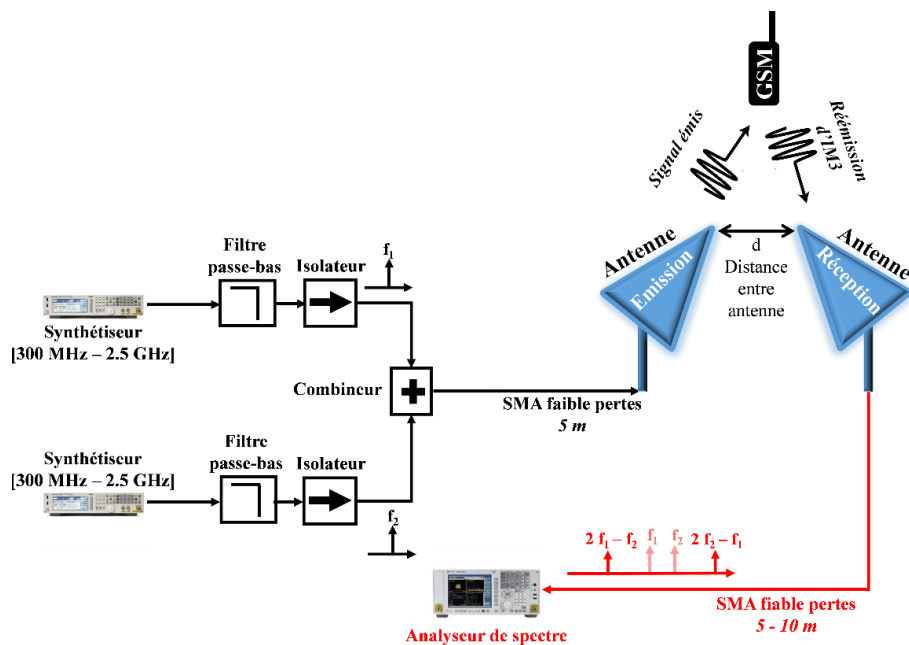 GSM
Signal émis
Réémission
d'IM3
Antenne
Emission
d
Distance
entre
antenne
Antenne
Réception
Filtre
passe-bas
Isolateur
f1
Synthétiseur
[300 MHz – 2.5 GHz]
Combineur
SMA faible pertes
5 m
Synthétiseur
[300 MHz – 2.5 GHz]
Filtre
passe-bas
Isolateur
f2
2 f1 – f2 f1 f2 2 f2 – f1
SMA fiable pertes
5 - 10 m
Analyseur de spectre